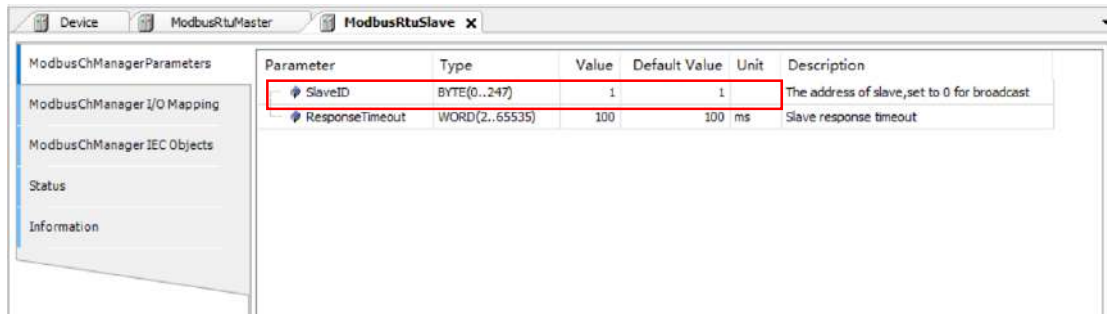 Device ModbusRtuMaster ModbusRtuSlave X
ModbusChManagerParameters
ModbusChManager I/O Mapping
ModbusChManager IEC Objects
Status
Information
Parameter Type Value Default Value Unit Description
SlaveID BYTE(0..247) 1 1 The address of slave,set to 0 for broadcast
ResponseTimeout WORD(2..65535) 100 100 ms Slave response timeout